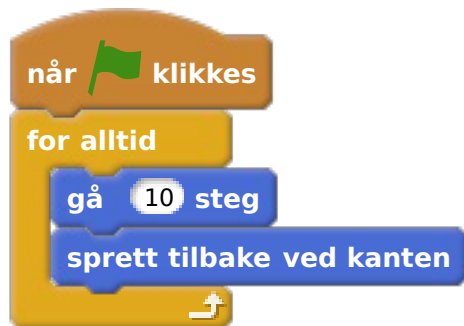 når klikkes
for alltid
gå 10 steg
sprett tilbake ved kanten